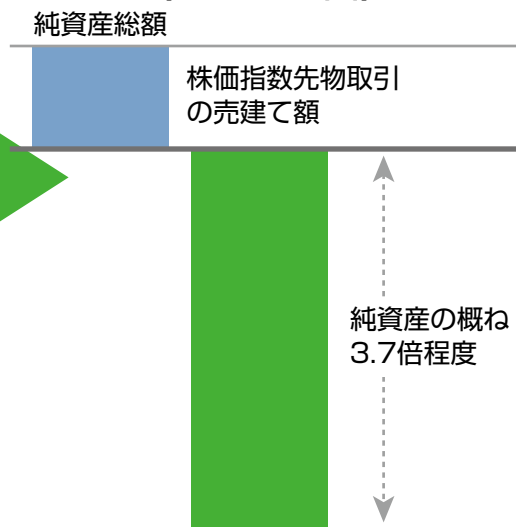 純資産総額
株価指数先物取引
の売建て額
純資産の概ね
3.7倍程度